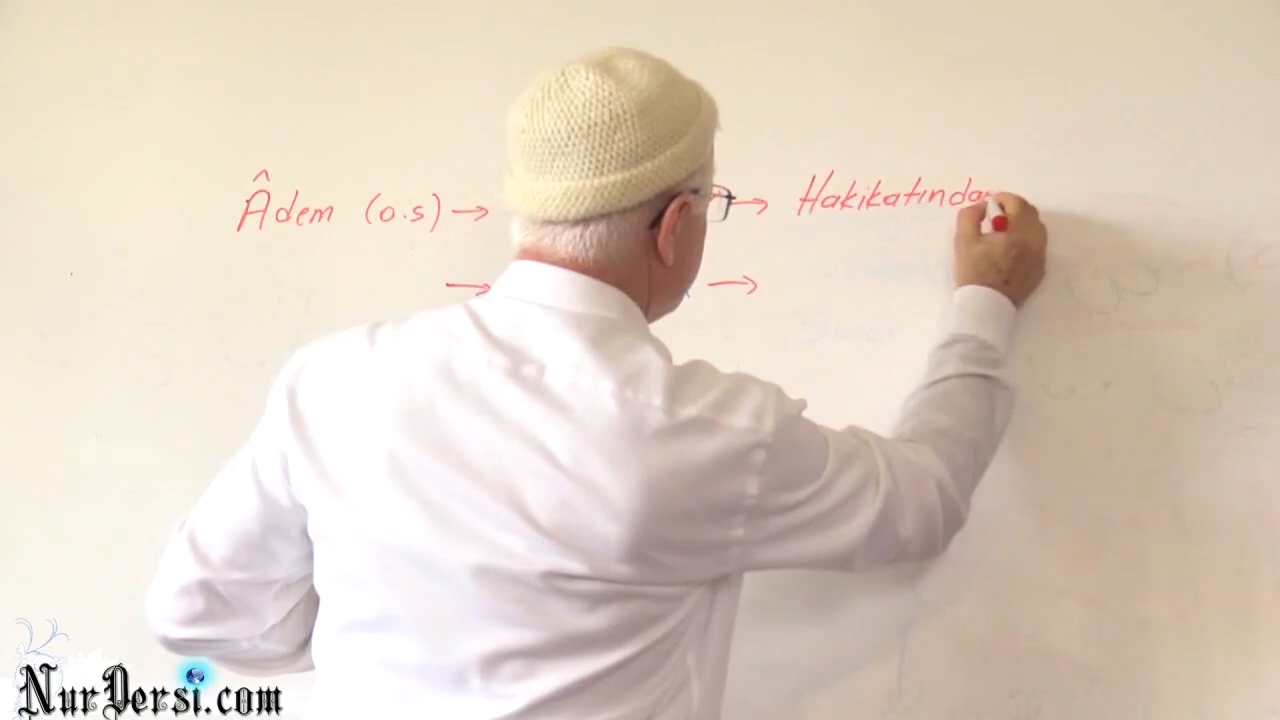 Âdem (a.s) → → Hakikatında
→ →
NurDersi.com